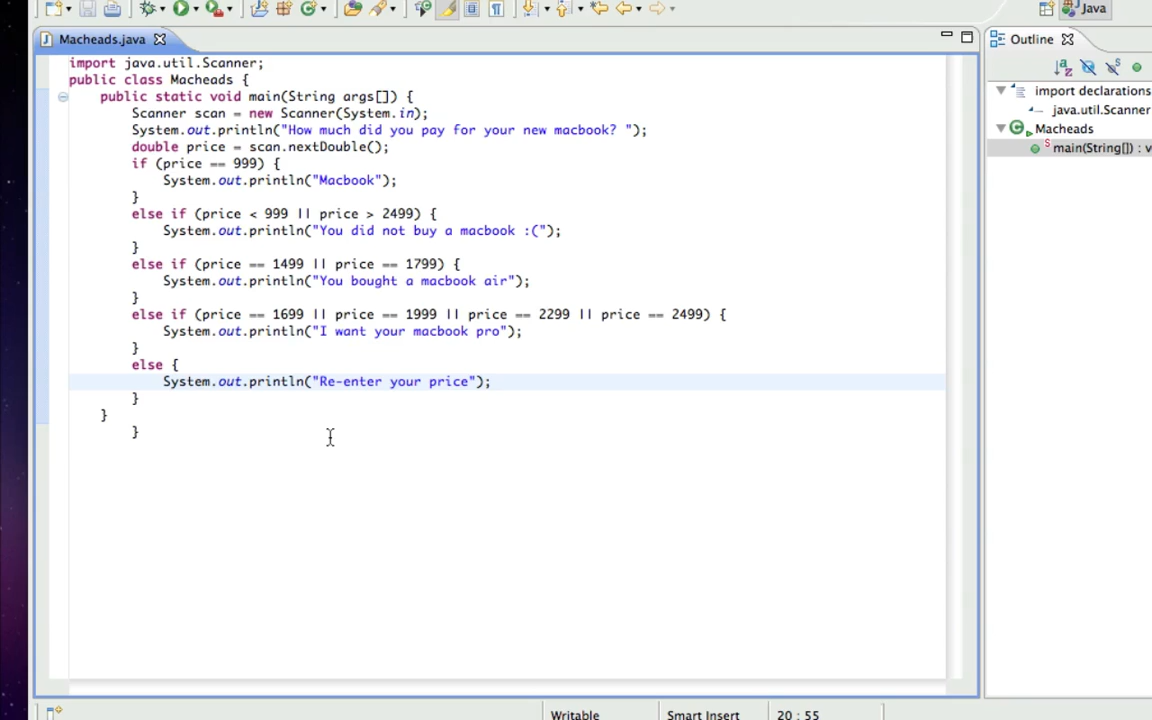 Java
Macheads.java
Outline
import java.util.Scanner;
public class Macheads {
public static void main(String args[]) {
Scanner scan = new Scanner(System.in);
System.out.println("How much did you pay for your new macbook? ");
double price = scan.nextDouble();
if (price == 999) {
System.out.println("Macbook");
}
else if (price < 999 || price > 2499) {
System.out.println("You did not buy a macbook :(");
}
else if (price == 1499 || price == 1799) {
System.out.println("You bought a macbook air");
}
else if (price == 1699 || price == 1999 || price == 2299 || price == 2499) {
System.out.println("I want your macbook pro");
}
else {
System.out.println("Re-enter your price");
}
}
}
import declarations
java.util.Scanner
Macheads
main(String[]) : v
Writable
Smart Insert
20 : 55